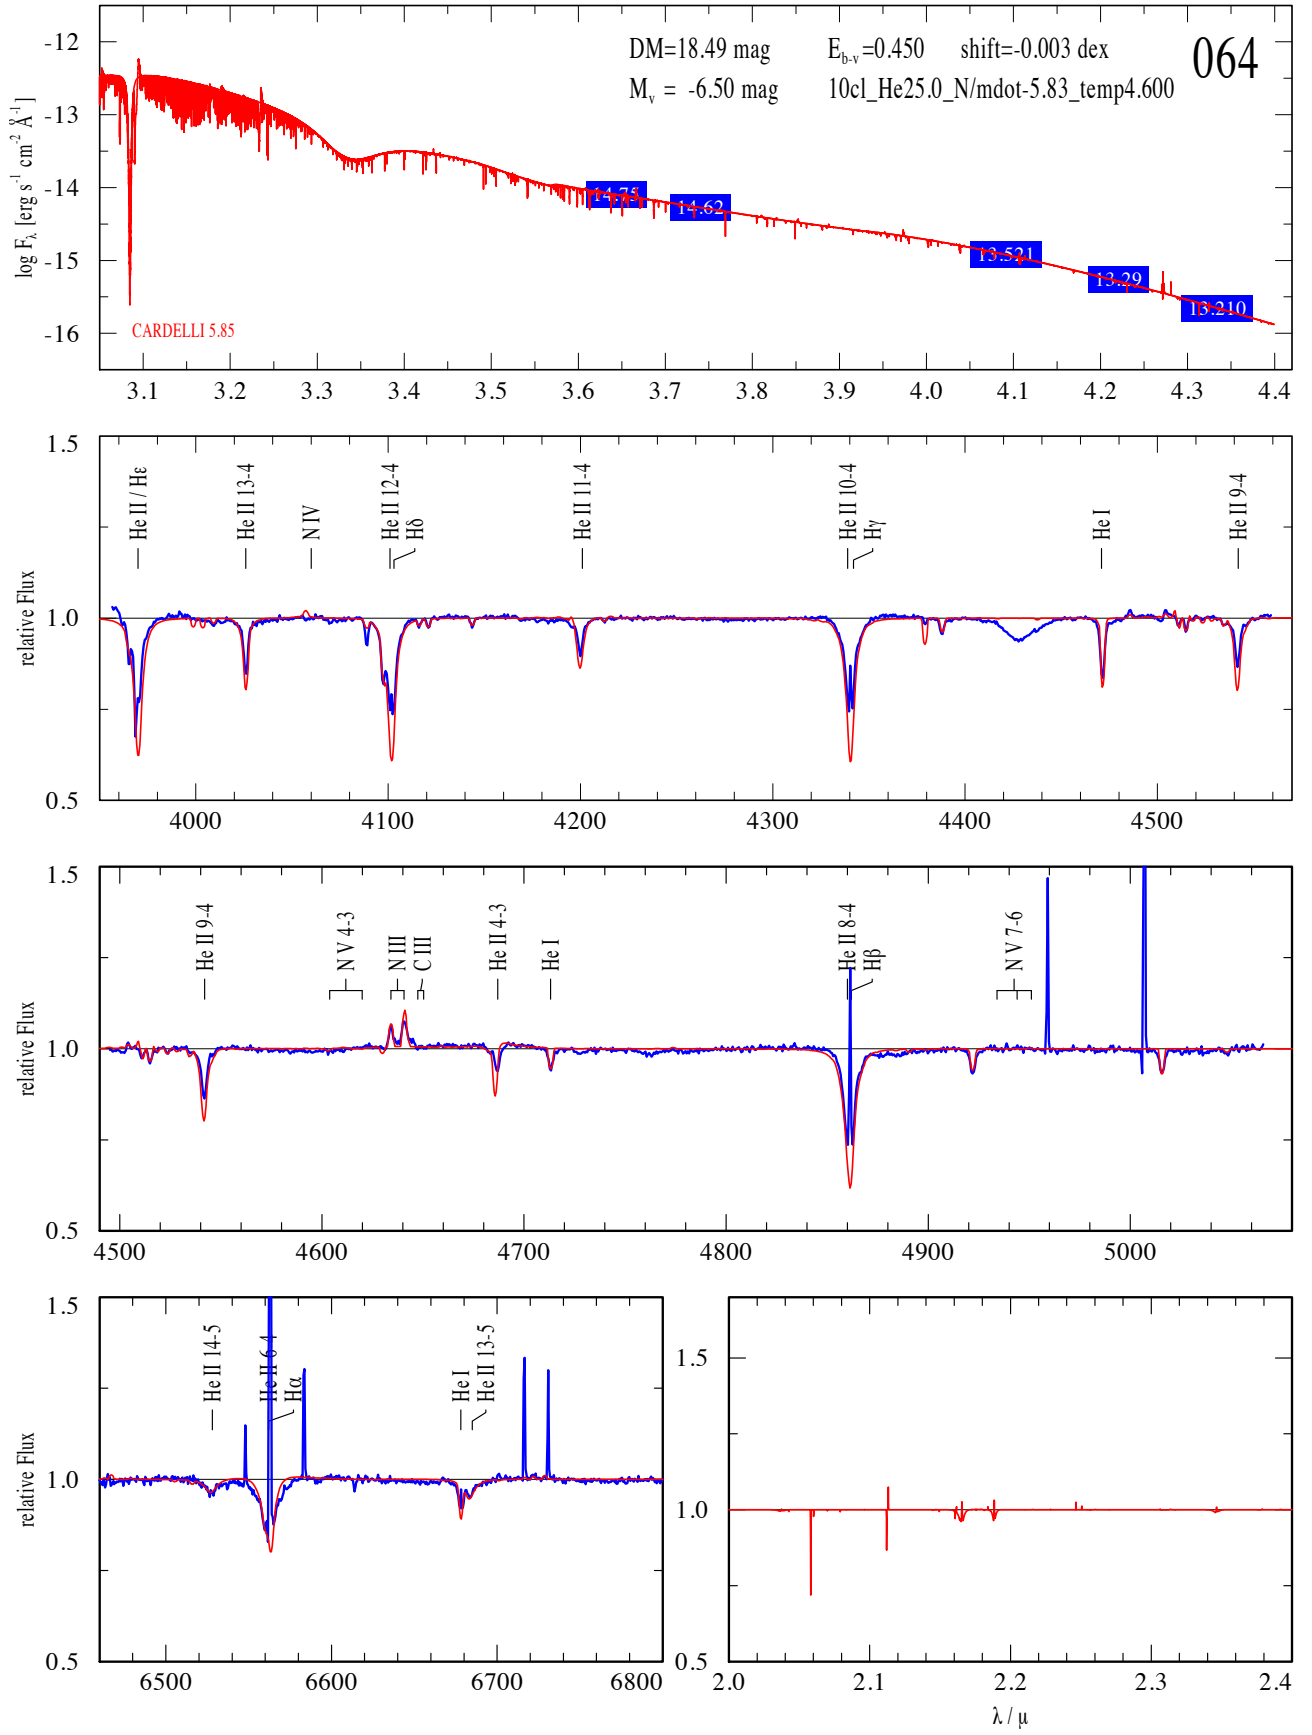 DM=18.49 mag E_b-v=0.450 shift=-0.003 dex 064
M_v = -6.50 mag 10cl_He25.0_N/mdot-5.83_temp4.600
log F_λ [erg s⁻¹ cm⁻² Å⁻¹]
-12
-13
-14
-15
-16
14.75
14.62
13.521
13.29
13.210
CARDELLI 5.85
3.1 3.2 3.3 3.4 3.5 3.6 3.7 3.8 3.9 4.0 4.1 4.2 4.3 4.4
relative Flux
1.5
1.0
0.5
He II / Hε
He II 13-4
N IV
He II 12-4
Hδ
He II 11-4
He II 10-4
Hγ
He I
He II 9-4
4000 4100 4200 4300 4400 4500
relative Flux
1.5
1.0
0.5
He II 9-4
N V 4-3
N III
C III
He II 4-3
He I
He II 8-4
Hβ
N V 7-6
4500 4600 4700 4800 4900 5000
relative Flux
1.5
1.0
0.5
He II 14-5
He II 6-4
Hα
He I
He II 13-5
6500 6600 6700 6800
1.5
1.0
0.5
2.0 2.1 2.2 2.3 2.4
λ / μ